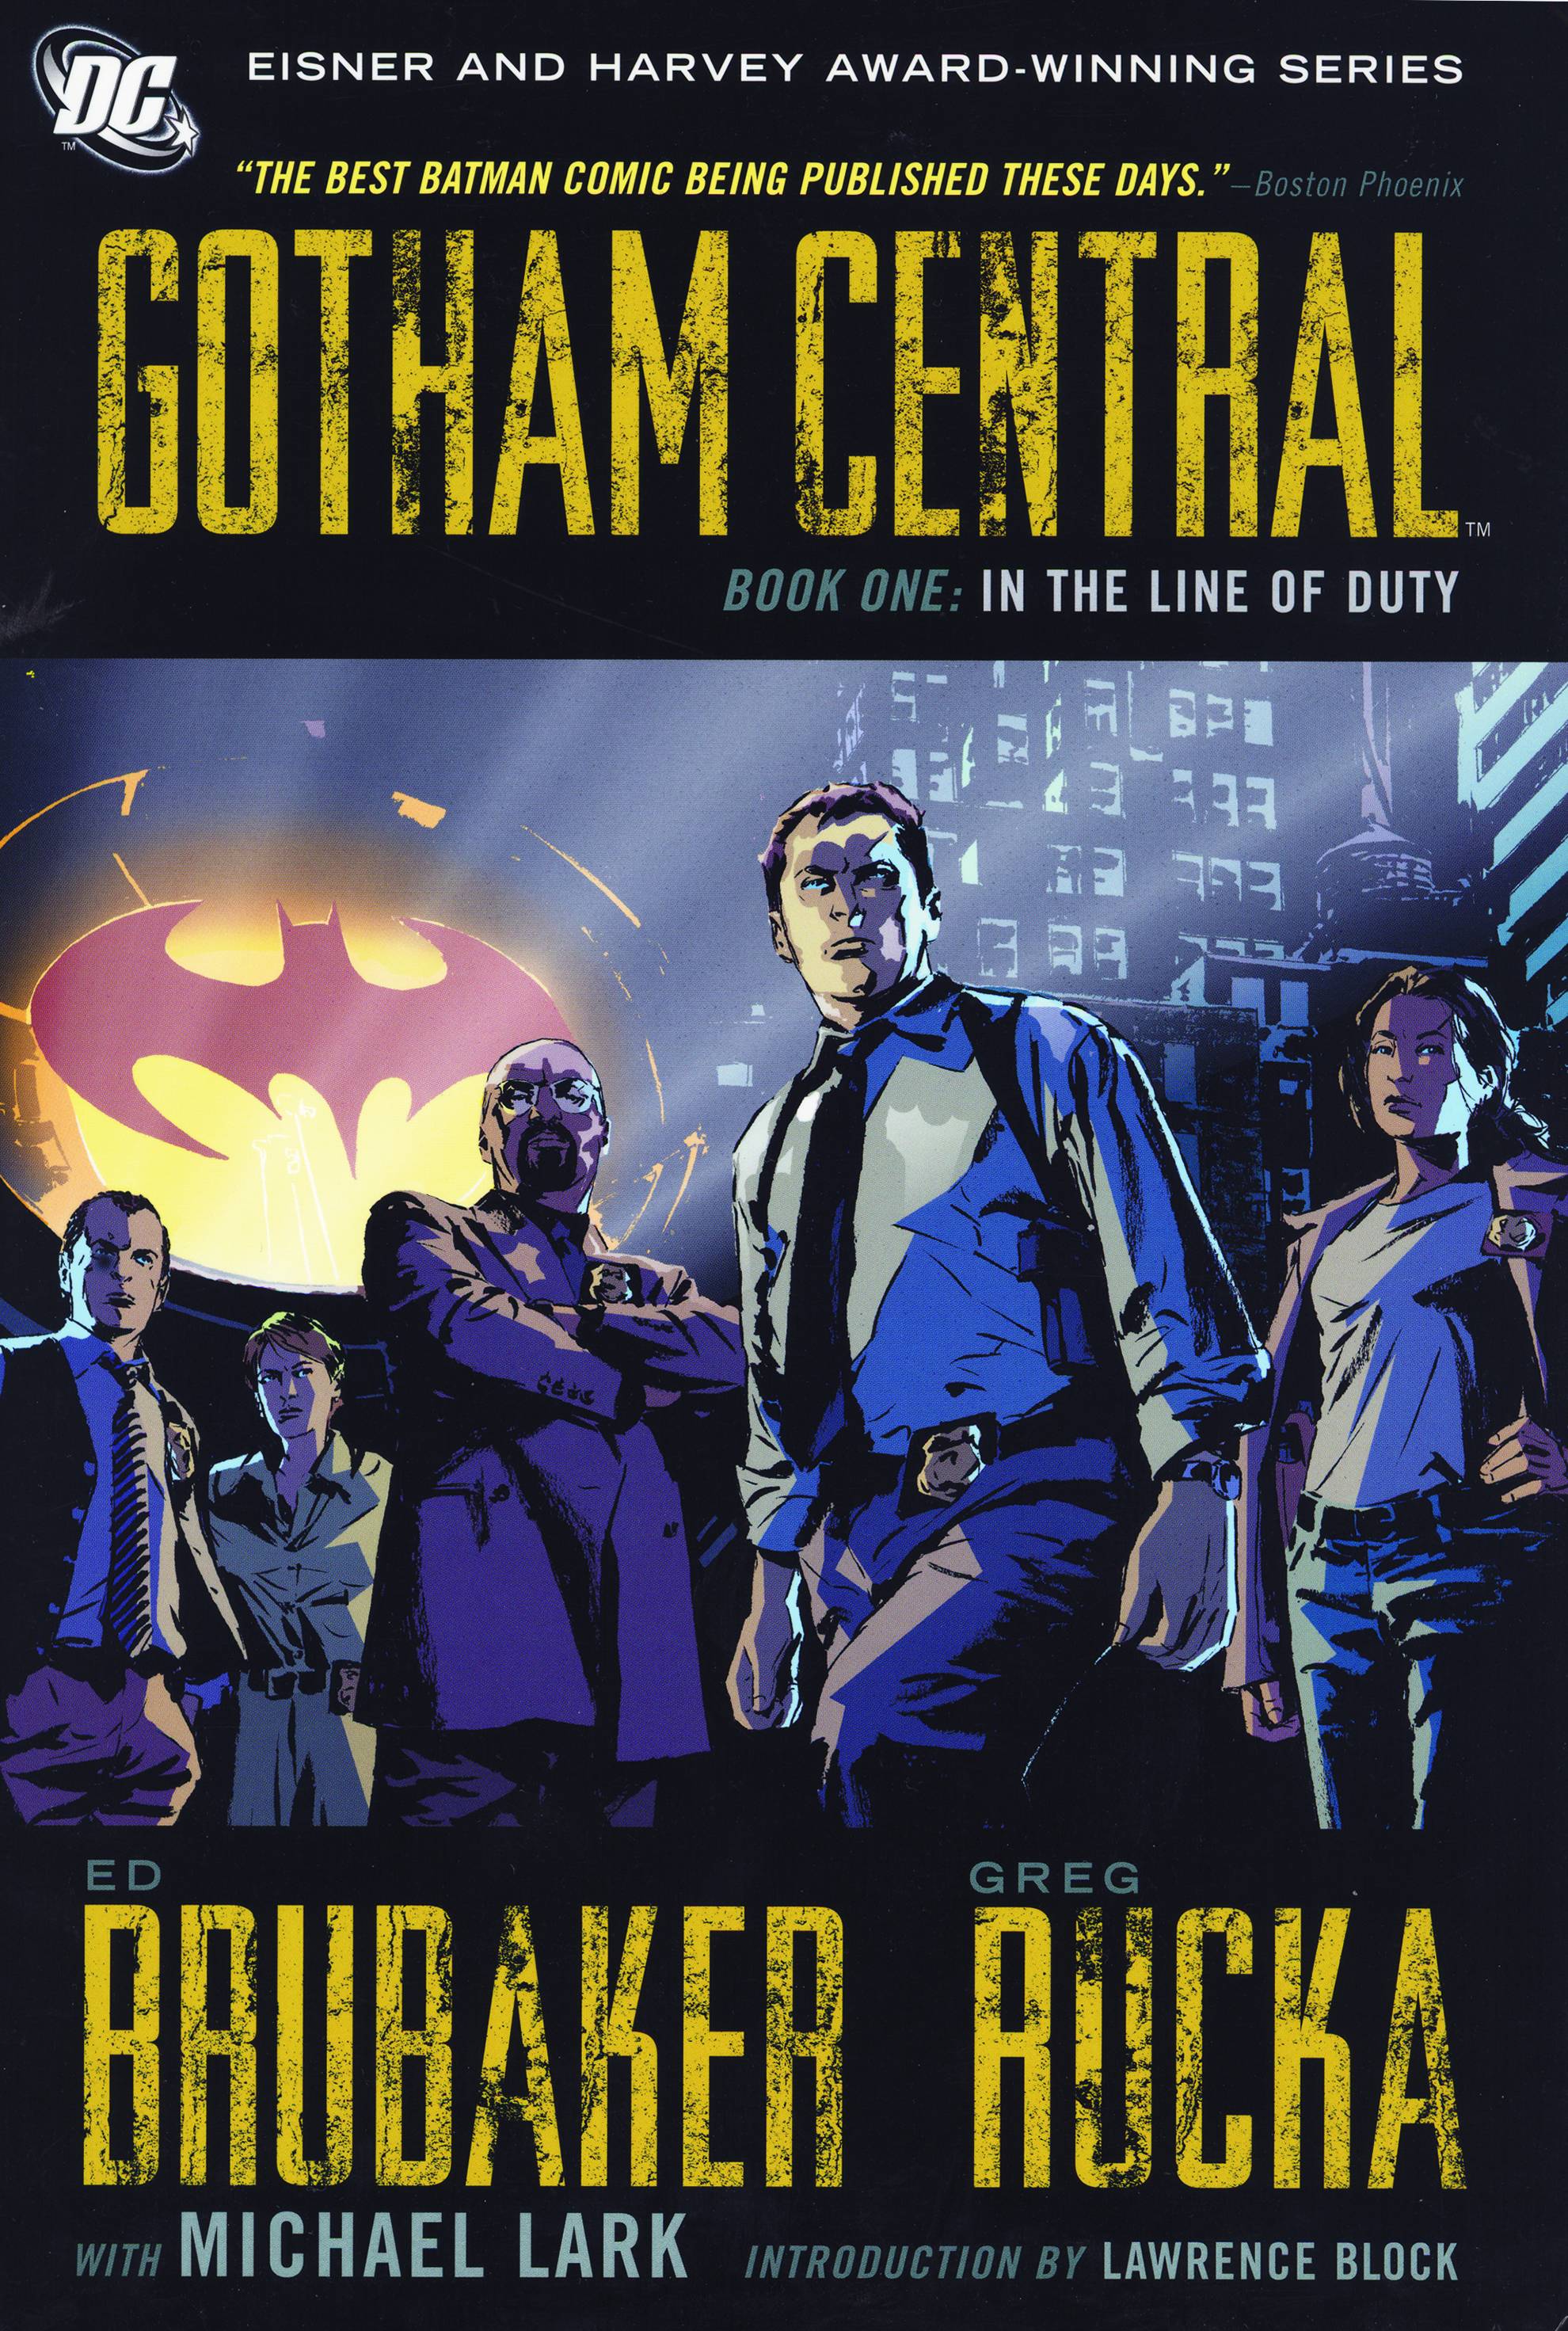 DC
TM
EISNER AND HARVEY AWARD-WINNING SERIES
“THE BEST BATMAN COMIC BEING PUBLISHED THESE DAYS.” –Boston Phoenix
GOTHAM CENTRAL
TM
BOOK ONE: IN THE LINE OF DUTY
ED
BRUBAKER
GREG
RUCKA
WITH MICHAEL LARK
INTRODUCTION BY LAWRENCE BLOCK